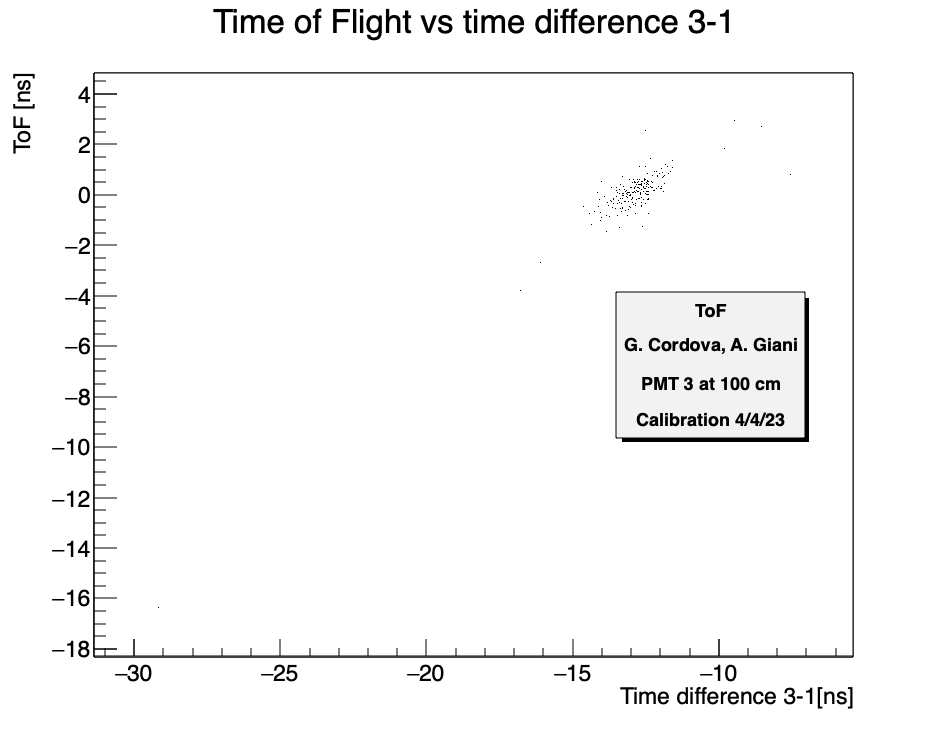 Time of Flight vs time difference 3-1
ToF [ns]
4
2
0
−2
−4
−6
−8
−10
−12
−14
−16
−18
ToF
G. Cordova, A. Giani
PMT 3 at 100 cm
Calibration 4/4/23
−30 −25 −20 −15 −10
Time difference 3-1[ns]